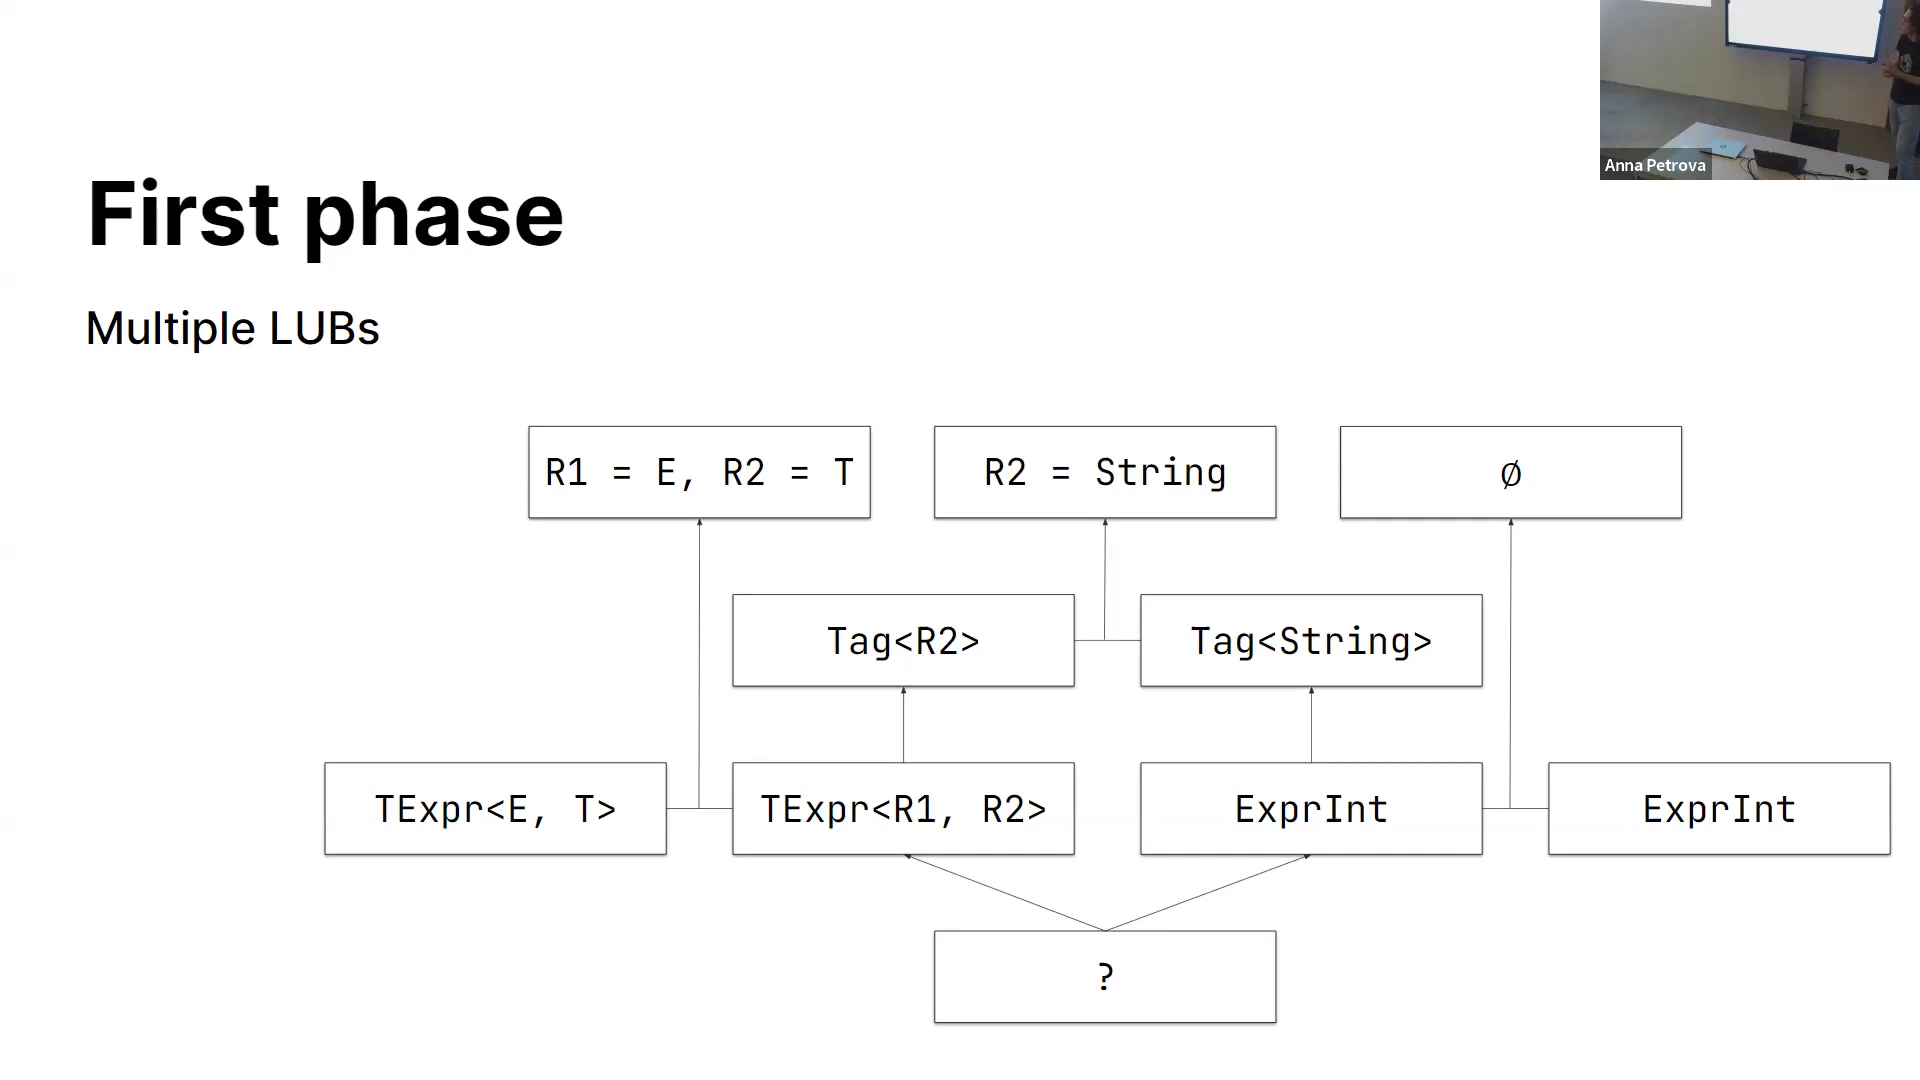 Anna Petrova
First phase
Multiple LUBs
R1 = E, R2 = T
R2 = String
∅
Tag<R2>
Tag<String>
TExpr<E, T>
TExpr<R1, R2>
ExprInt
ExprInt
?